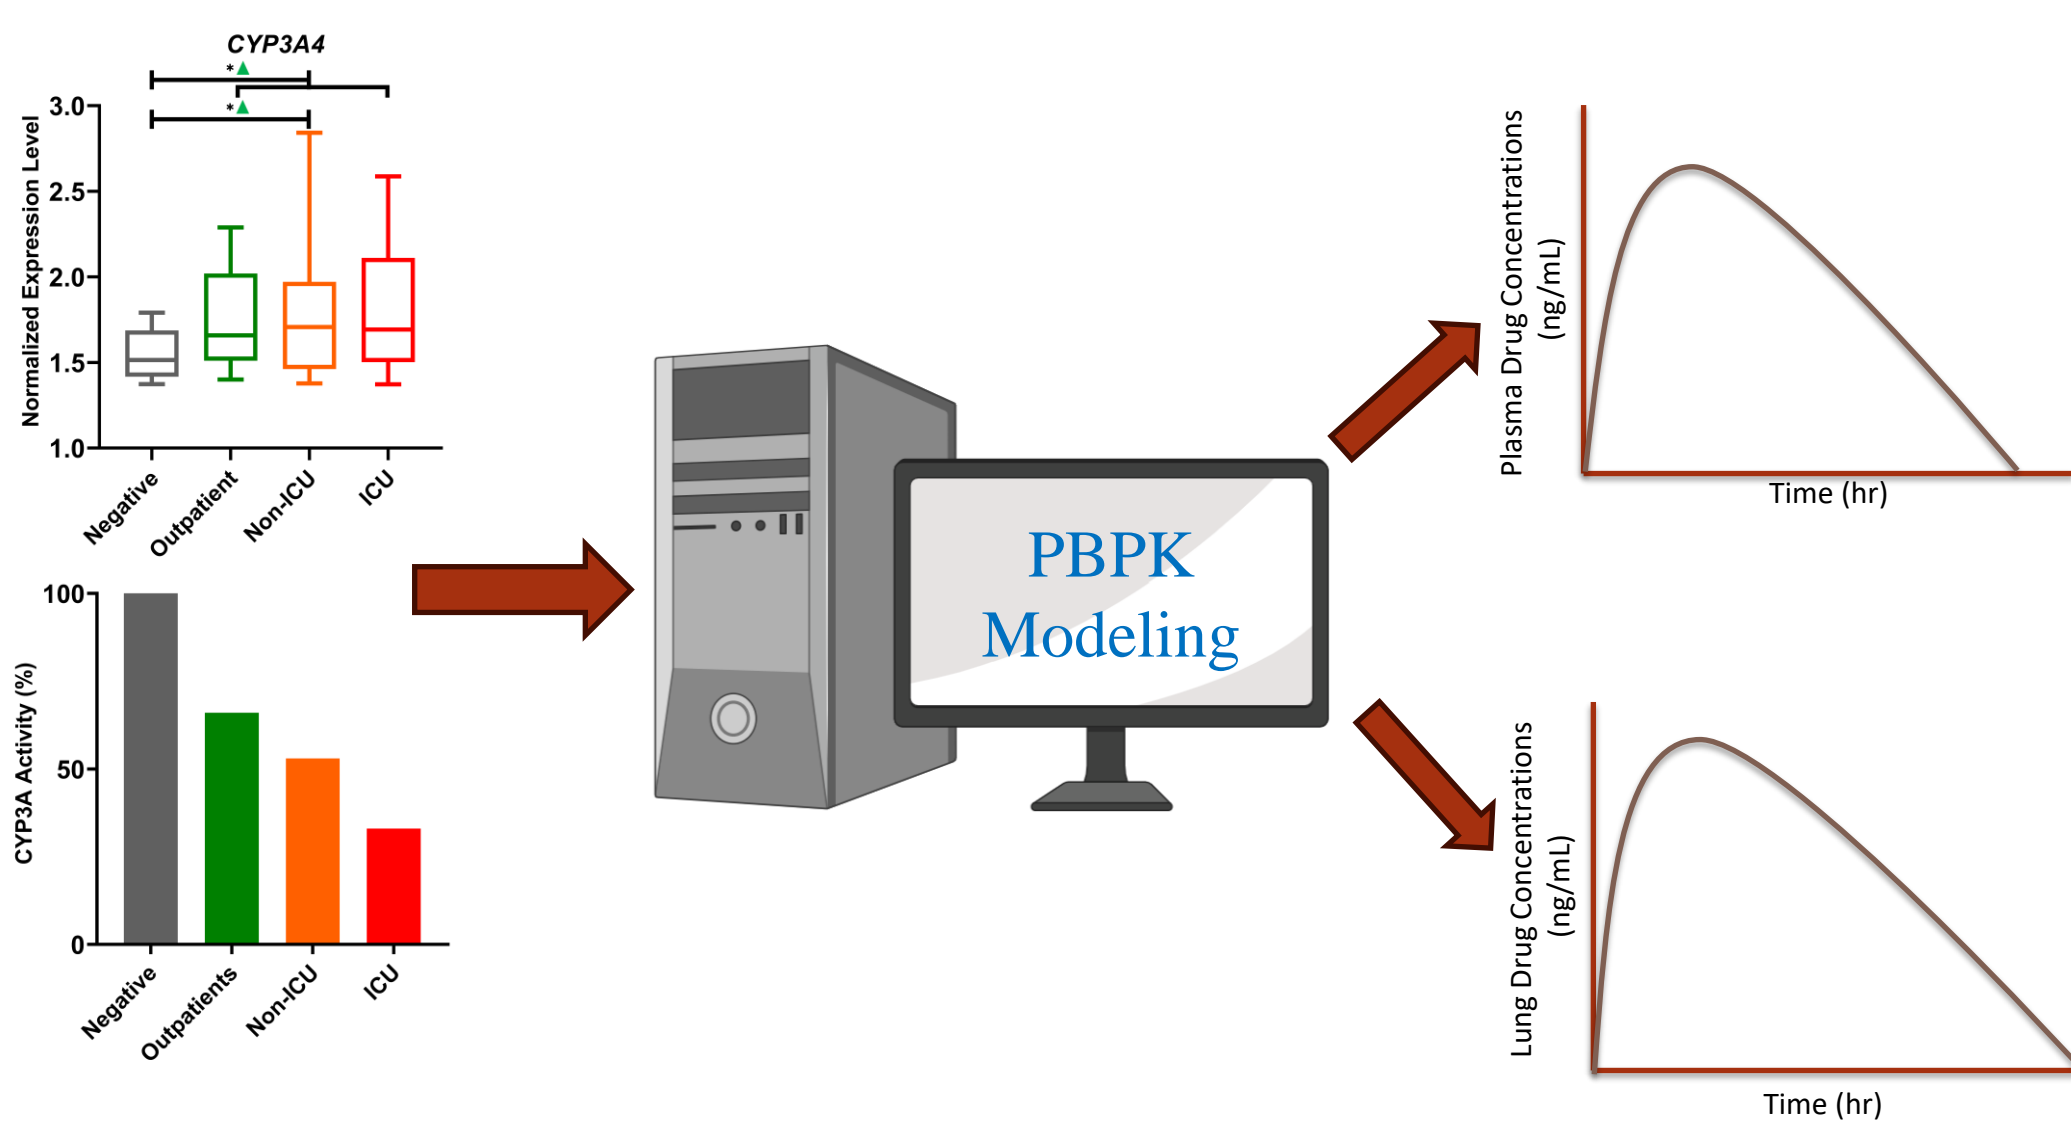 CYP3A4
*▲
*▲
Normalized Expression Level
3.0
2.5
2.0
1.5
1.0
Negative
Outpatient
Non-ICU
ICU
CYP3A Activity (%)
100
50
0
Negative
Outpatients
Non-ICU
ICU
PBPK
Modeling
Plasma Drug Concentrations
(ng/mL)
Time (hr)
Lung Drug Concentrations
(ng/mL)
Time (hr)